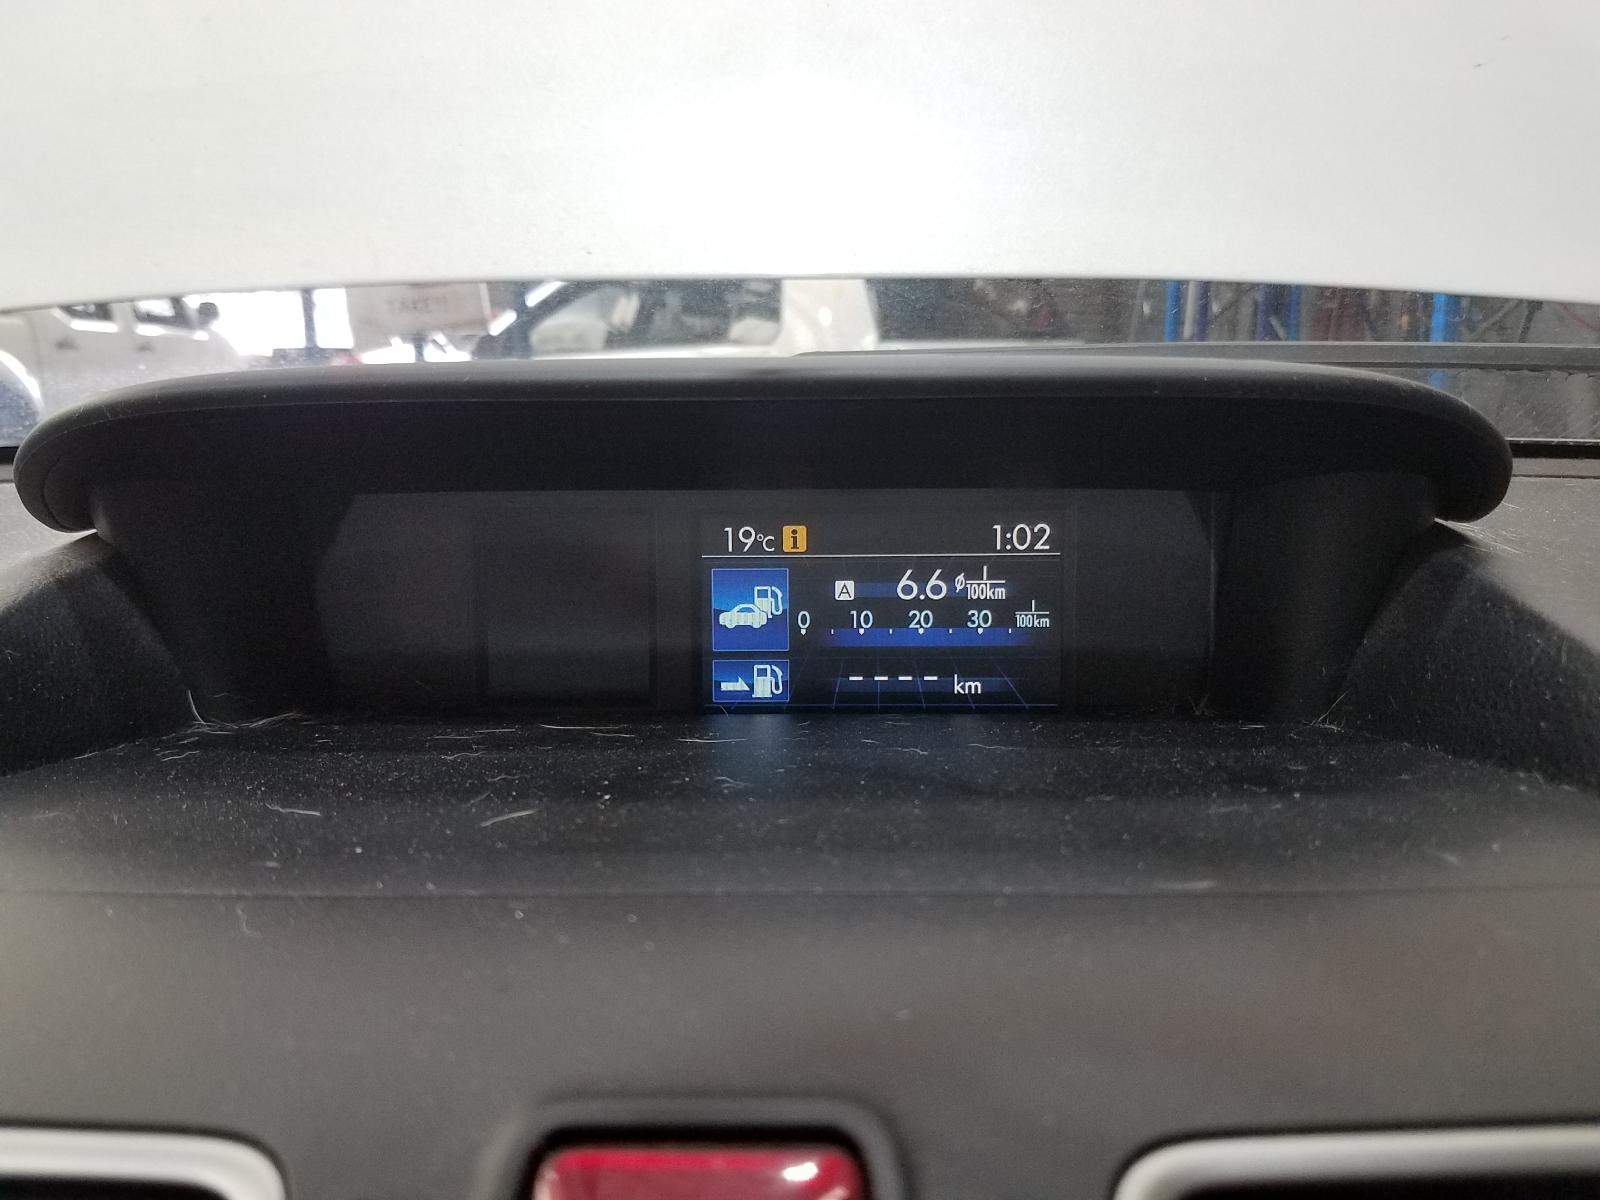 19°C i 1:02
A 6.6 ø l/100km
0 10 20 30 l/100km
---- km